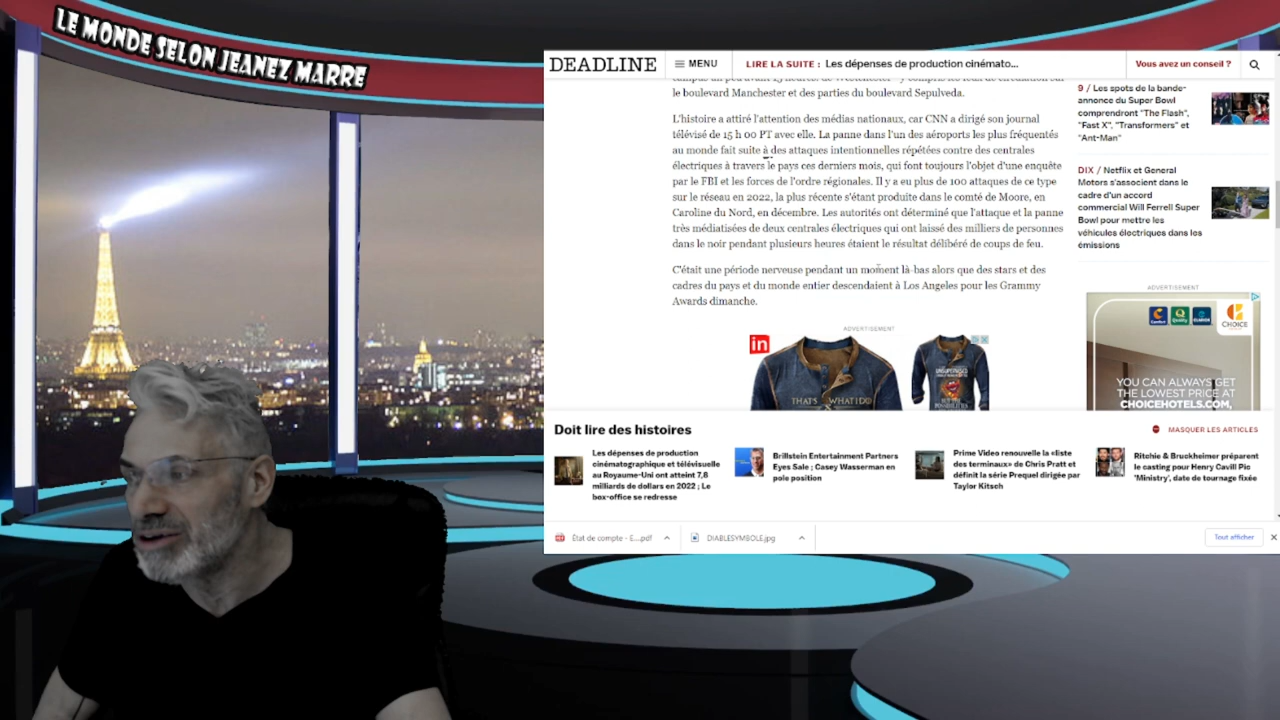 LE MONDE SELON JEANEZ MARRE
DEADLINE
MENU
LIRE LA SUITE : Les dépenses de production cinémato...
Vous avez un conseil ?
le boulevard Manchester et des parties du boulevard Sepulveda.
L'histoire a attiré l'attention des médias nationaux, car CNN a dirigé son journal
télévisé de 15 h 00 PT avec elle. La panne dans l'un des aéroports les plus fréquentés
au monde fait suite à des attaques intentionnelles répétées contre des centrales
électriques à travers le pays ces derniers mois, qui font toujours l'objet d'une enquête
par le FBI et les forces de l'ordre régionales. Il y a eu plus de 100 attaques de ce type
sur le réseau en 2022, la plus récente s'étant produite dans le comté de Moore, en
Caroline du Nord, en décembre. Les autorités ont déterminé que l'attaque et la panne
très médiatisées de deux centrales électriques qui ont laissé des milliers de personnes
dans le noir pendant plusieurs heures étaient le résultat délibéré de coups de feu.
C'était une période nerveuse pendant un moment là-bas alors que des stars et des
cadres du pays et du monde entier descendaient à Los Angeles pour les Grammy
Awards dimanche.
ADVERTISEMENT
in
THATS WHAT I DO
9 / Les spots de la bande-
annonce du Super Bowl
comprendront "The Flash",
"Fast X", "Transformers" et
"Ant-Man"
DIX / Netflix et General
Motors s'associent dans le
cadre d'un accord
commercial Will Ferrell Super
Bowl pour mettre les
véhicules électriques dans les
émissions
ADVERTISEMENT
Comfort
Quality
CHOICE
YOU CAN ALWAYS GET
THE LOWEST PRICE AT
CHOICEHOTELS.COM,
Doit lire des histoires
MASQUER LES ARTICLES
Les dépenses de production
cinématographique et télévisuelle
au Royaume-Uni ont atteint 7,8
milliards de dollars en 2022 ; Le
box-office se redresse
Brillstein Entertainment Partners
Eyes Sale ; Casey Wasserman en
pole position
Prime Video renouvelle la «liste
des terminaux» de Chris Pratt et
définit la série Prequel dirigée par
Taylor Kitsch
Ritchie & Bruckheimer préparent
le casting pour Henry Cavill Pic
'Ministry', date de tournage fixée
État de compte - E....pdf
DIABLESYMBOLE.jpg
Tout afficher